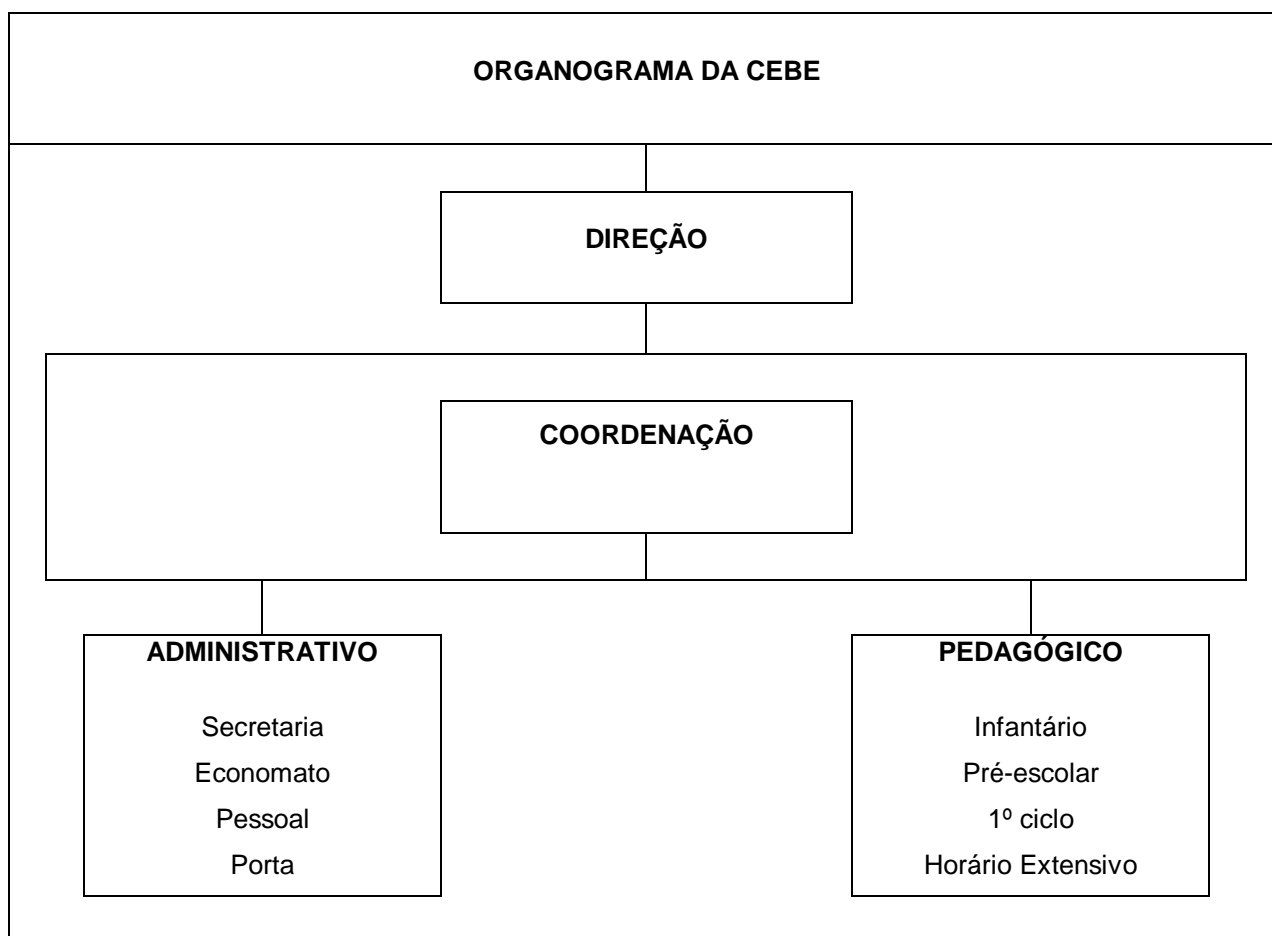 ORGANOGRAMA DA CEBE
DIREÇÃO
COORDENAÇÃO
ADMINISTRATIVO
Secretaria
Economato
Pessoal
Porta
PEDAGÓGICO
Infantário
Pré-escolar
1º ciclo
Horário Extensivo